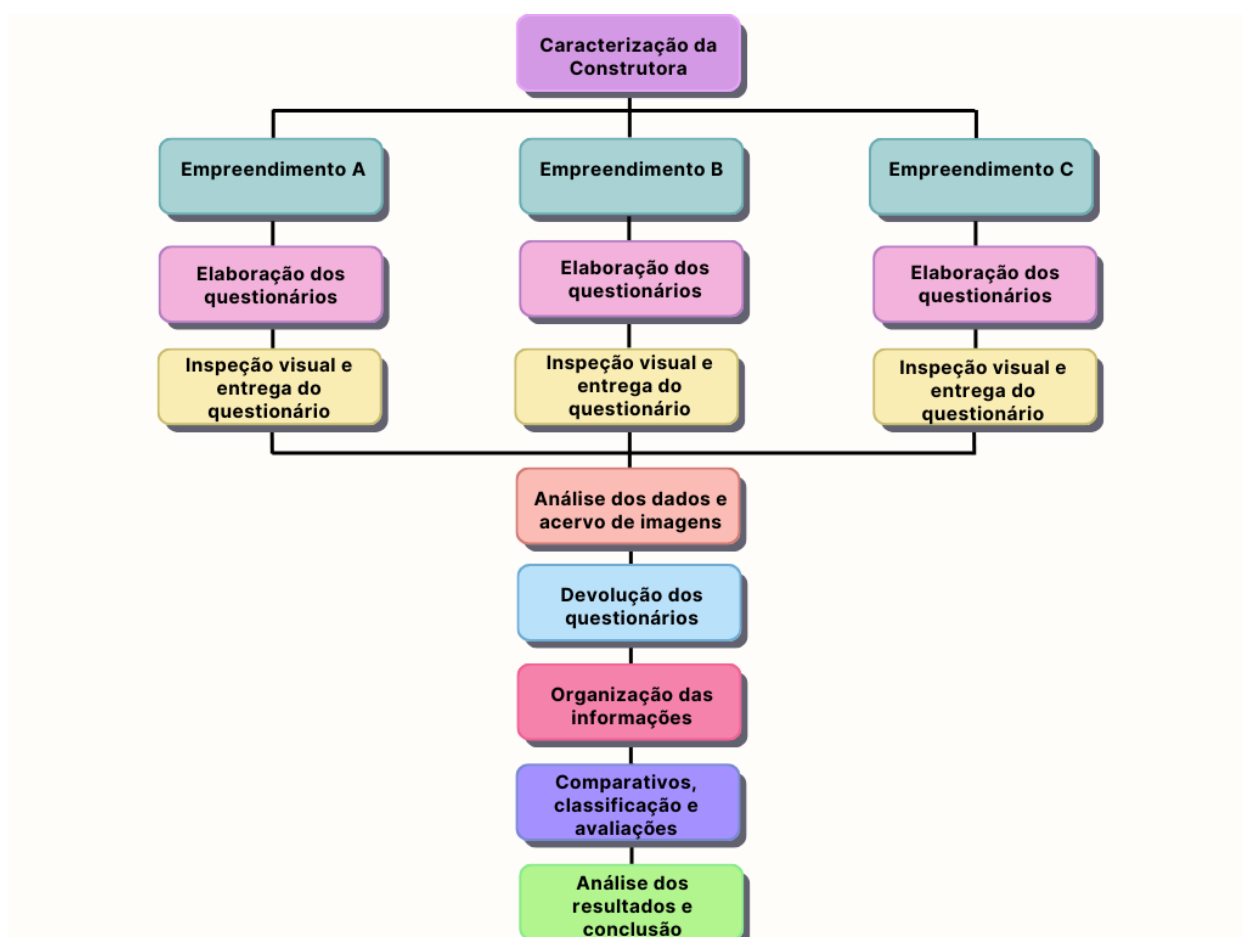 Caracterização da
Construtora
Empreendimento A
Empreendimento B
Empreendimento C
Elaboração dos
questionários
Elaboração dos
questionários
Elaboração dos
questionários
Inspeção visual e
entrega do
questionário
Inspeção visual e
entrega do
questionário
Inspeção visual e
entrega do
questionário
Análise dos dados e
acervo de imagens
Devolução dos
questionários
Organização das
informações
Comparativos,
classificação e
avaliações
Análise dos
resultados e
conclusão